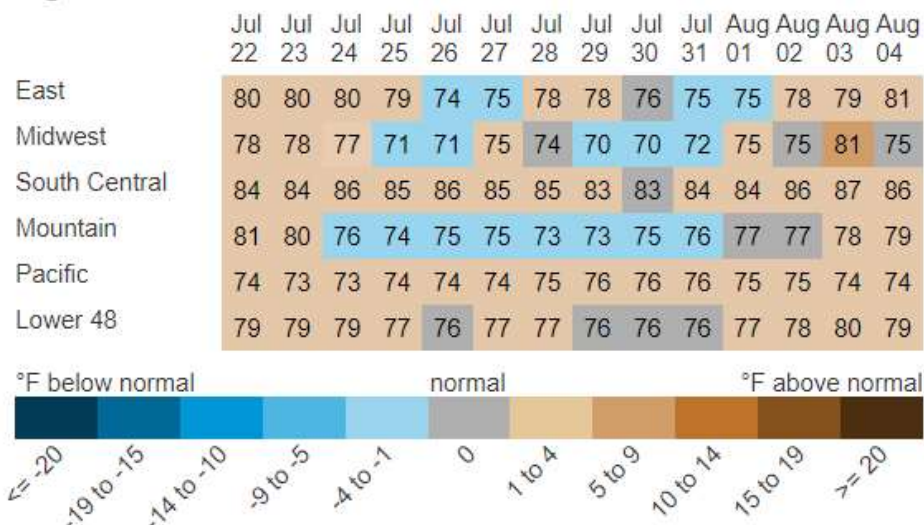 Jul Jul Jul Jul Jul Jul Jul Jul Jul Jul Aug Aug Aug Aug
22 23 24 25 26 27 28 29 30 31 01 02 03 04
East 80 80 80 79 74 75 78 78 76 75 75 78 79 81
Midwest 78 78 77 71 71 75 74 70 70 72 75 75 81 75
South Central 84 84 86 85 86 85 85 83 83 84 84 86 87 86
Mountain 81 80 76 74 75 75 73 73 75 76 77 77 78 79
Pacific 74 73 73 74 74 74 75 76 76 76 75 75 74 74
Lower 48 79 79 79 77 76 77 77 76 76 76 77 78 80 79
°F below normal normal °F above normal
<= -20 -19 to -15 -14 to -10 -9 to -5 -4 to -1 0 1 to 4 5 to 9 10 to 14 15 to 19 >= 20